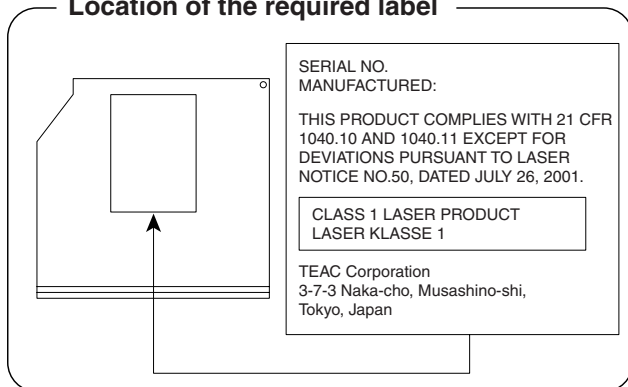 Location of the required label
SERIAL NO.
MANUFACTURED:
THIS PRODUCT COMPLIES WITH 21 CFR
1040.10 AND 1040.11 EXCEPT FOR
DEVIATIONS PURSUANT TO LASER
NOTICE NO.50, DATED JULY 26, 2001.
CLASS 1 LASER PRODUCT
LASER KLASSE 1
TEAC Corporation
3-7-3 Naka-cho, Musashino-shi,
Tokyo, Japan